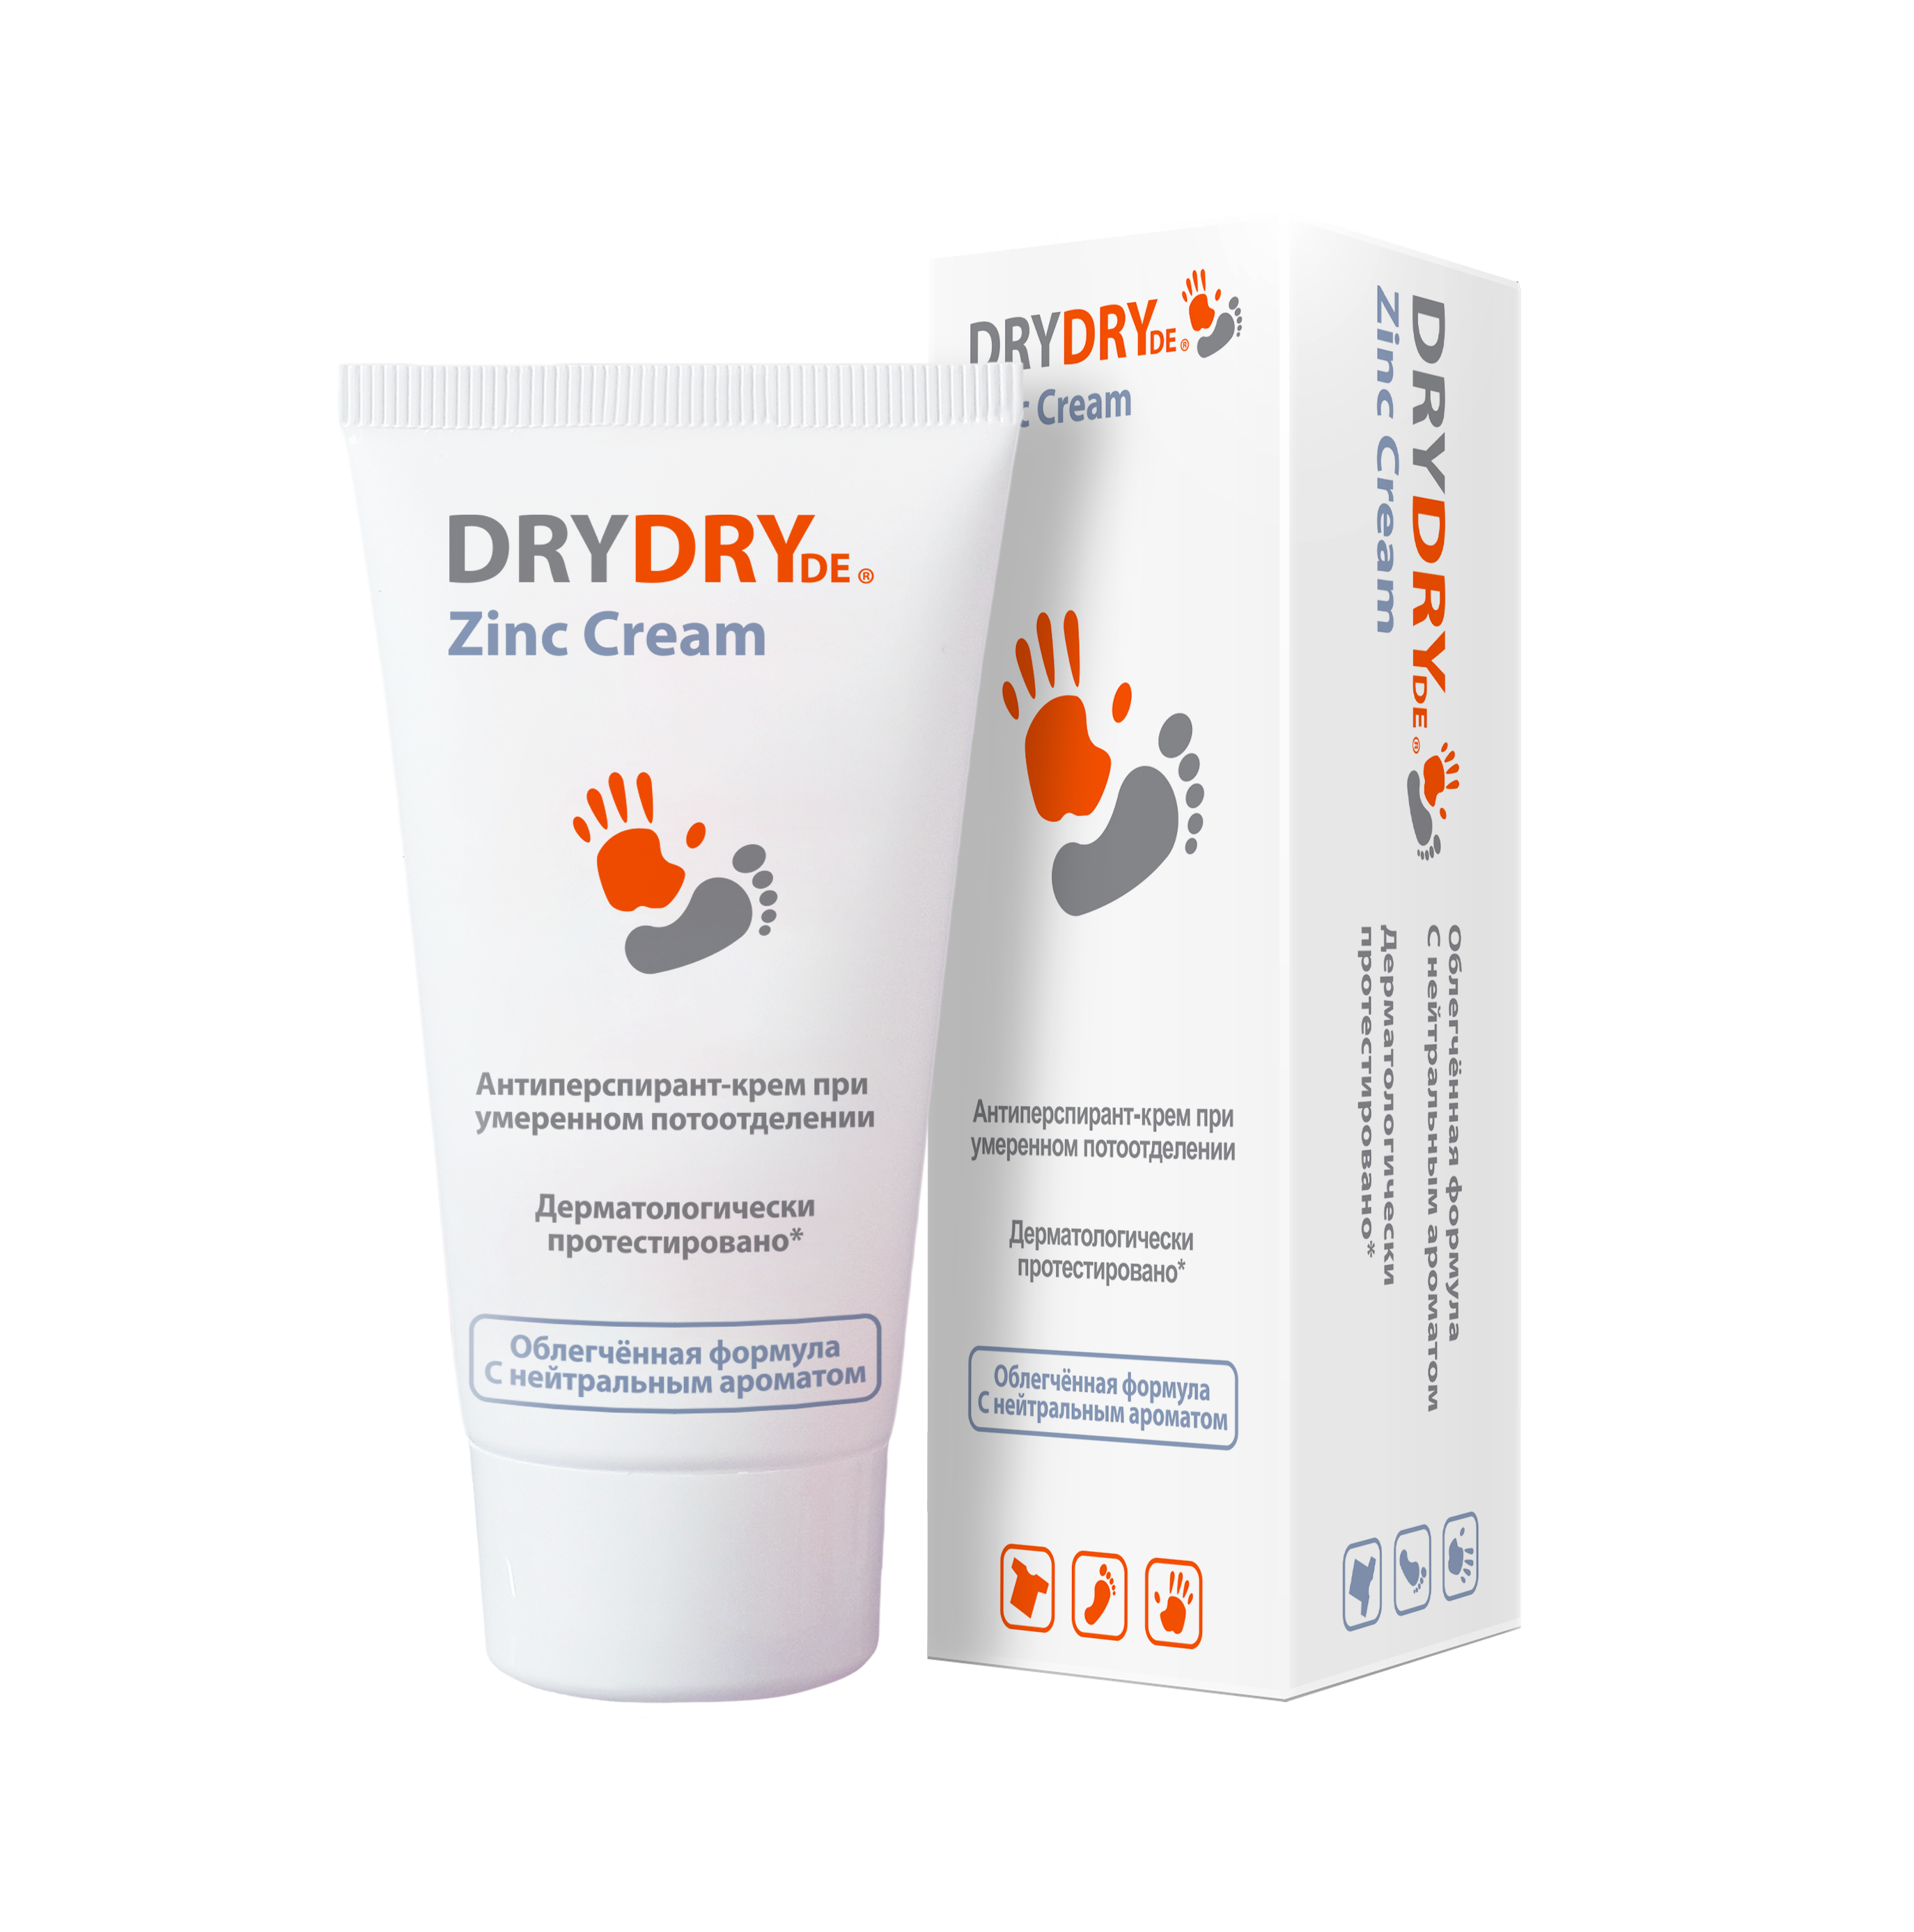 DRYDRYDE®
Zinc Cream
Антиперспирант-крем при
умеренном потоотделении
Дерматологически
протестировано*
Облегчённая формула
С нейтральным ароматом
DRYDRYDE®
Cream
Антиперспирант-крем при
умеренном потоотделении
Дерматологически
протестировано*
Облегчённая формула
С нейтральным ароматом
DRYDRYDE®
Zinc Cream
Облегчённая формула
С нейтральным ароматом
Дерматологически
протестировано*